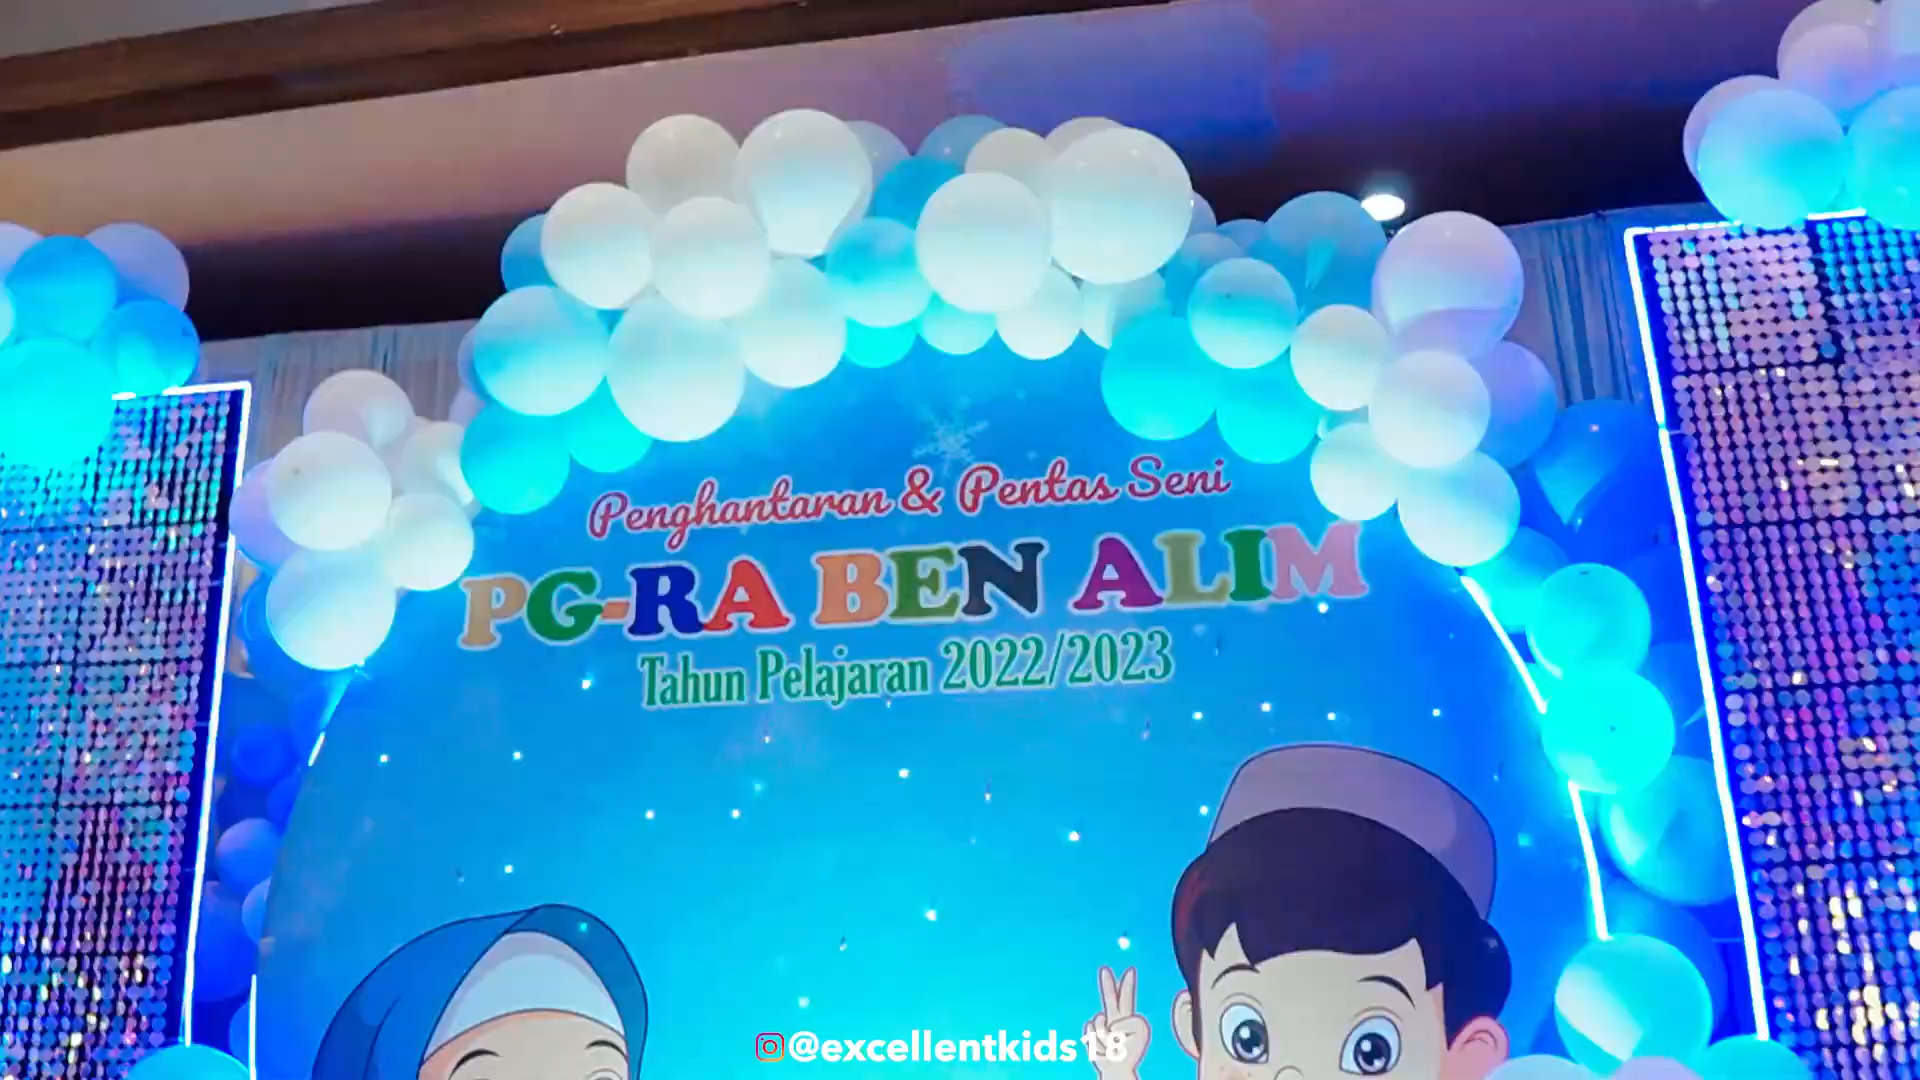 Penghantaran & Pentas Seni
PG-RA BEN ALIM
Tahun Pelajaran 2022/2023
@excellentkids18